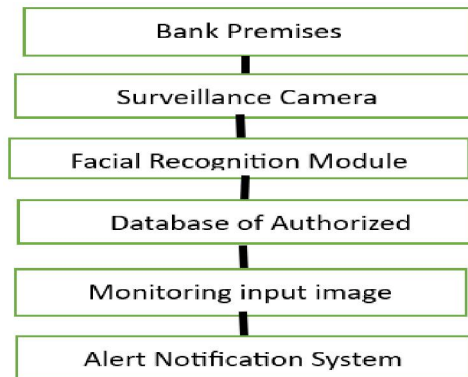 Bank Premises
Surveillance Camera
Facial Recognition Module
Database of Authorized
Monitoring input image
Alert Notification System